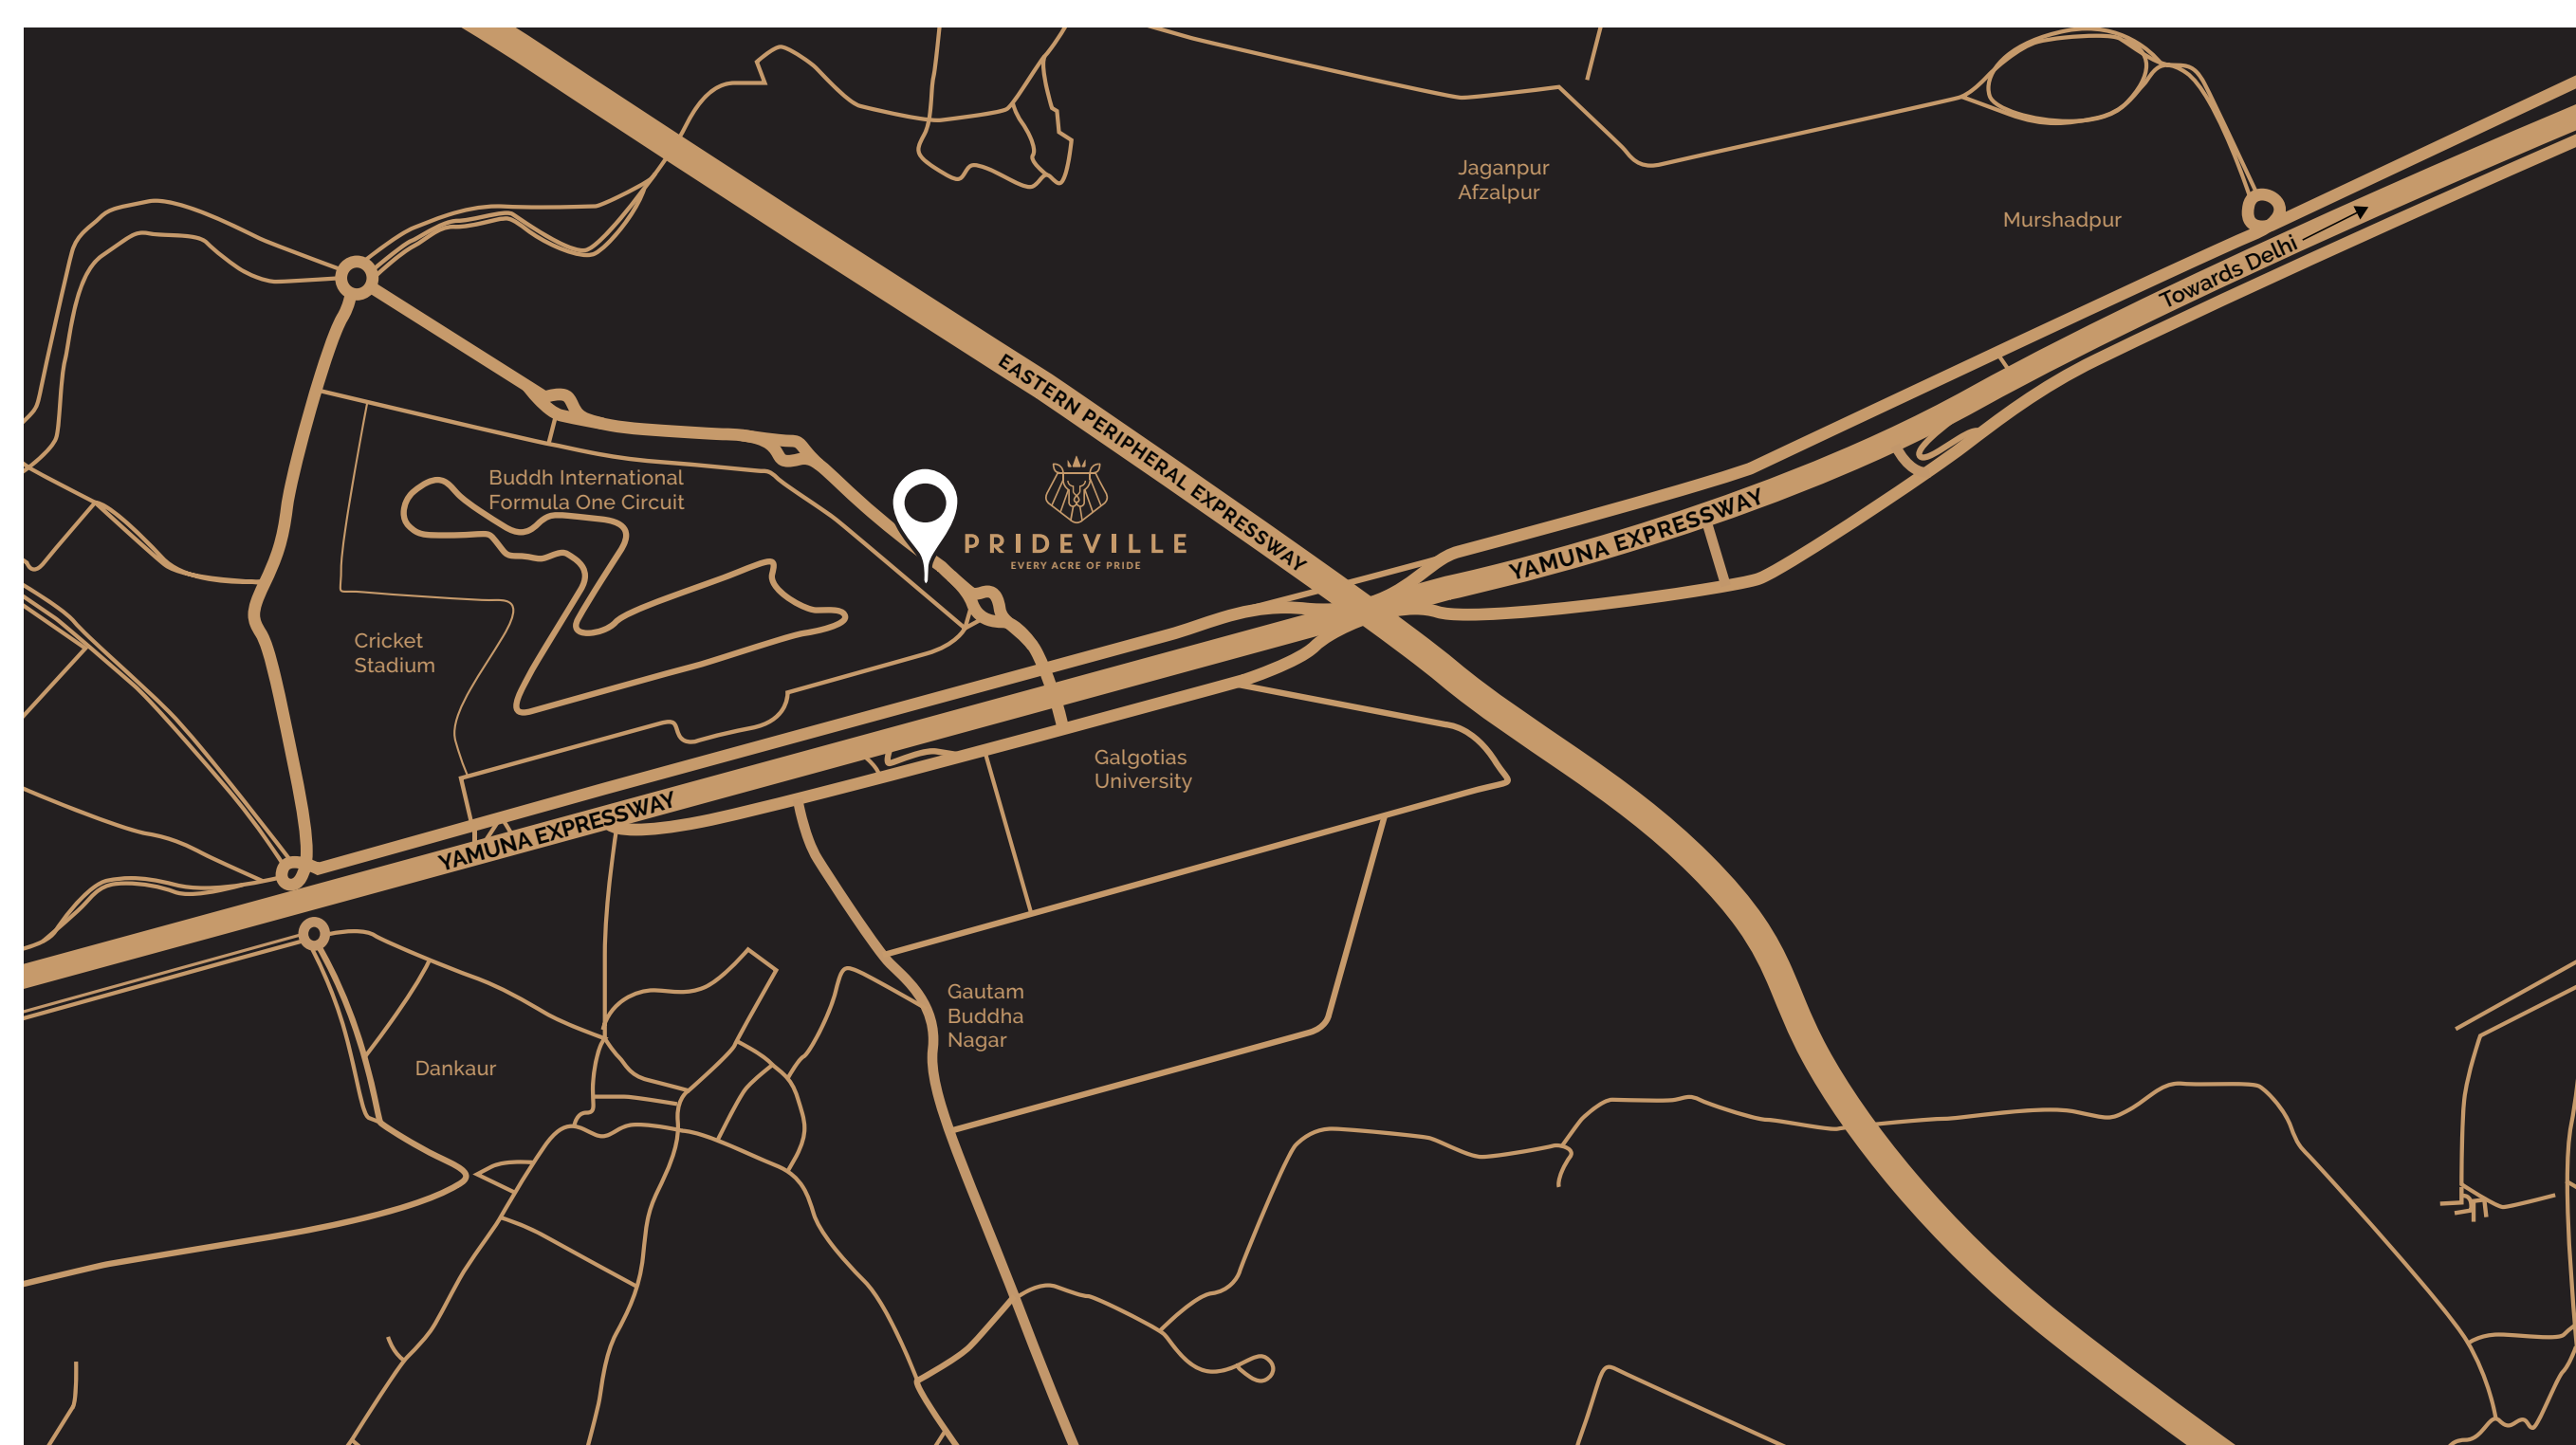 Jaganpur
Afzalpur
Murshadpur
Towards Delhi
EASTERN PERIPHERAL EXPRESSWAY
Buddh International
Formula One Circuit
PRIDEVILLE
EVERY ACRE OF PRIDE
YAMUNA EXPRESSWAY
Cricket
Stadium
Galgotias
University
YAMUNA EXPRESSWAY
Gautam
Buddha
Nagar
Dankaur